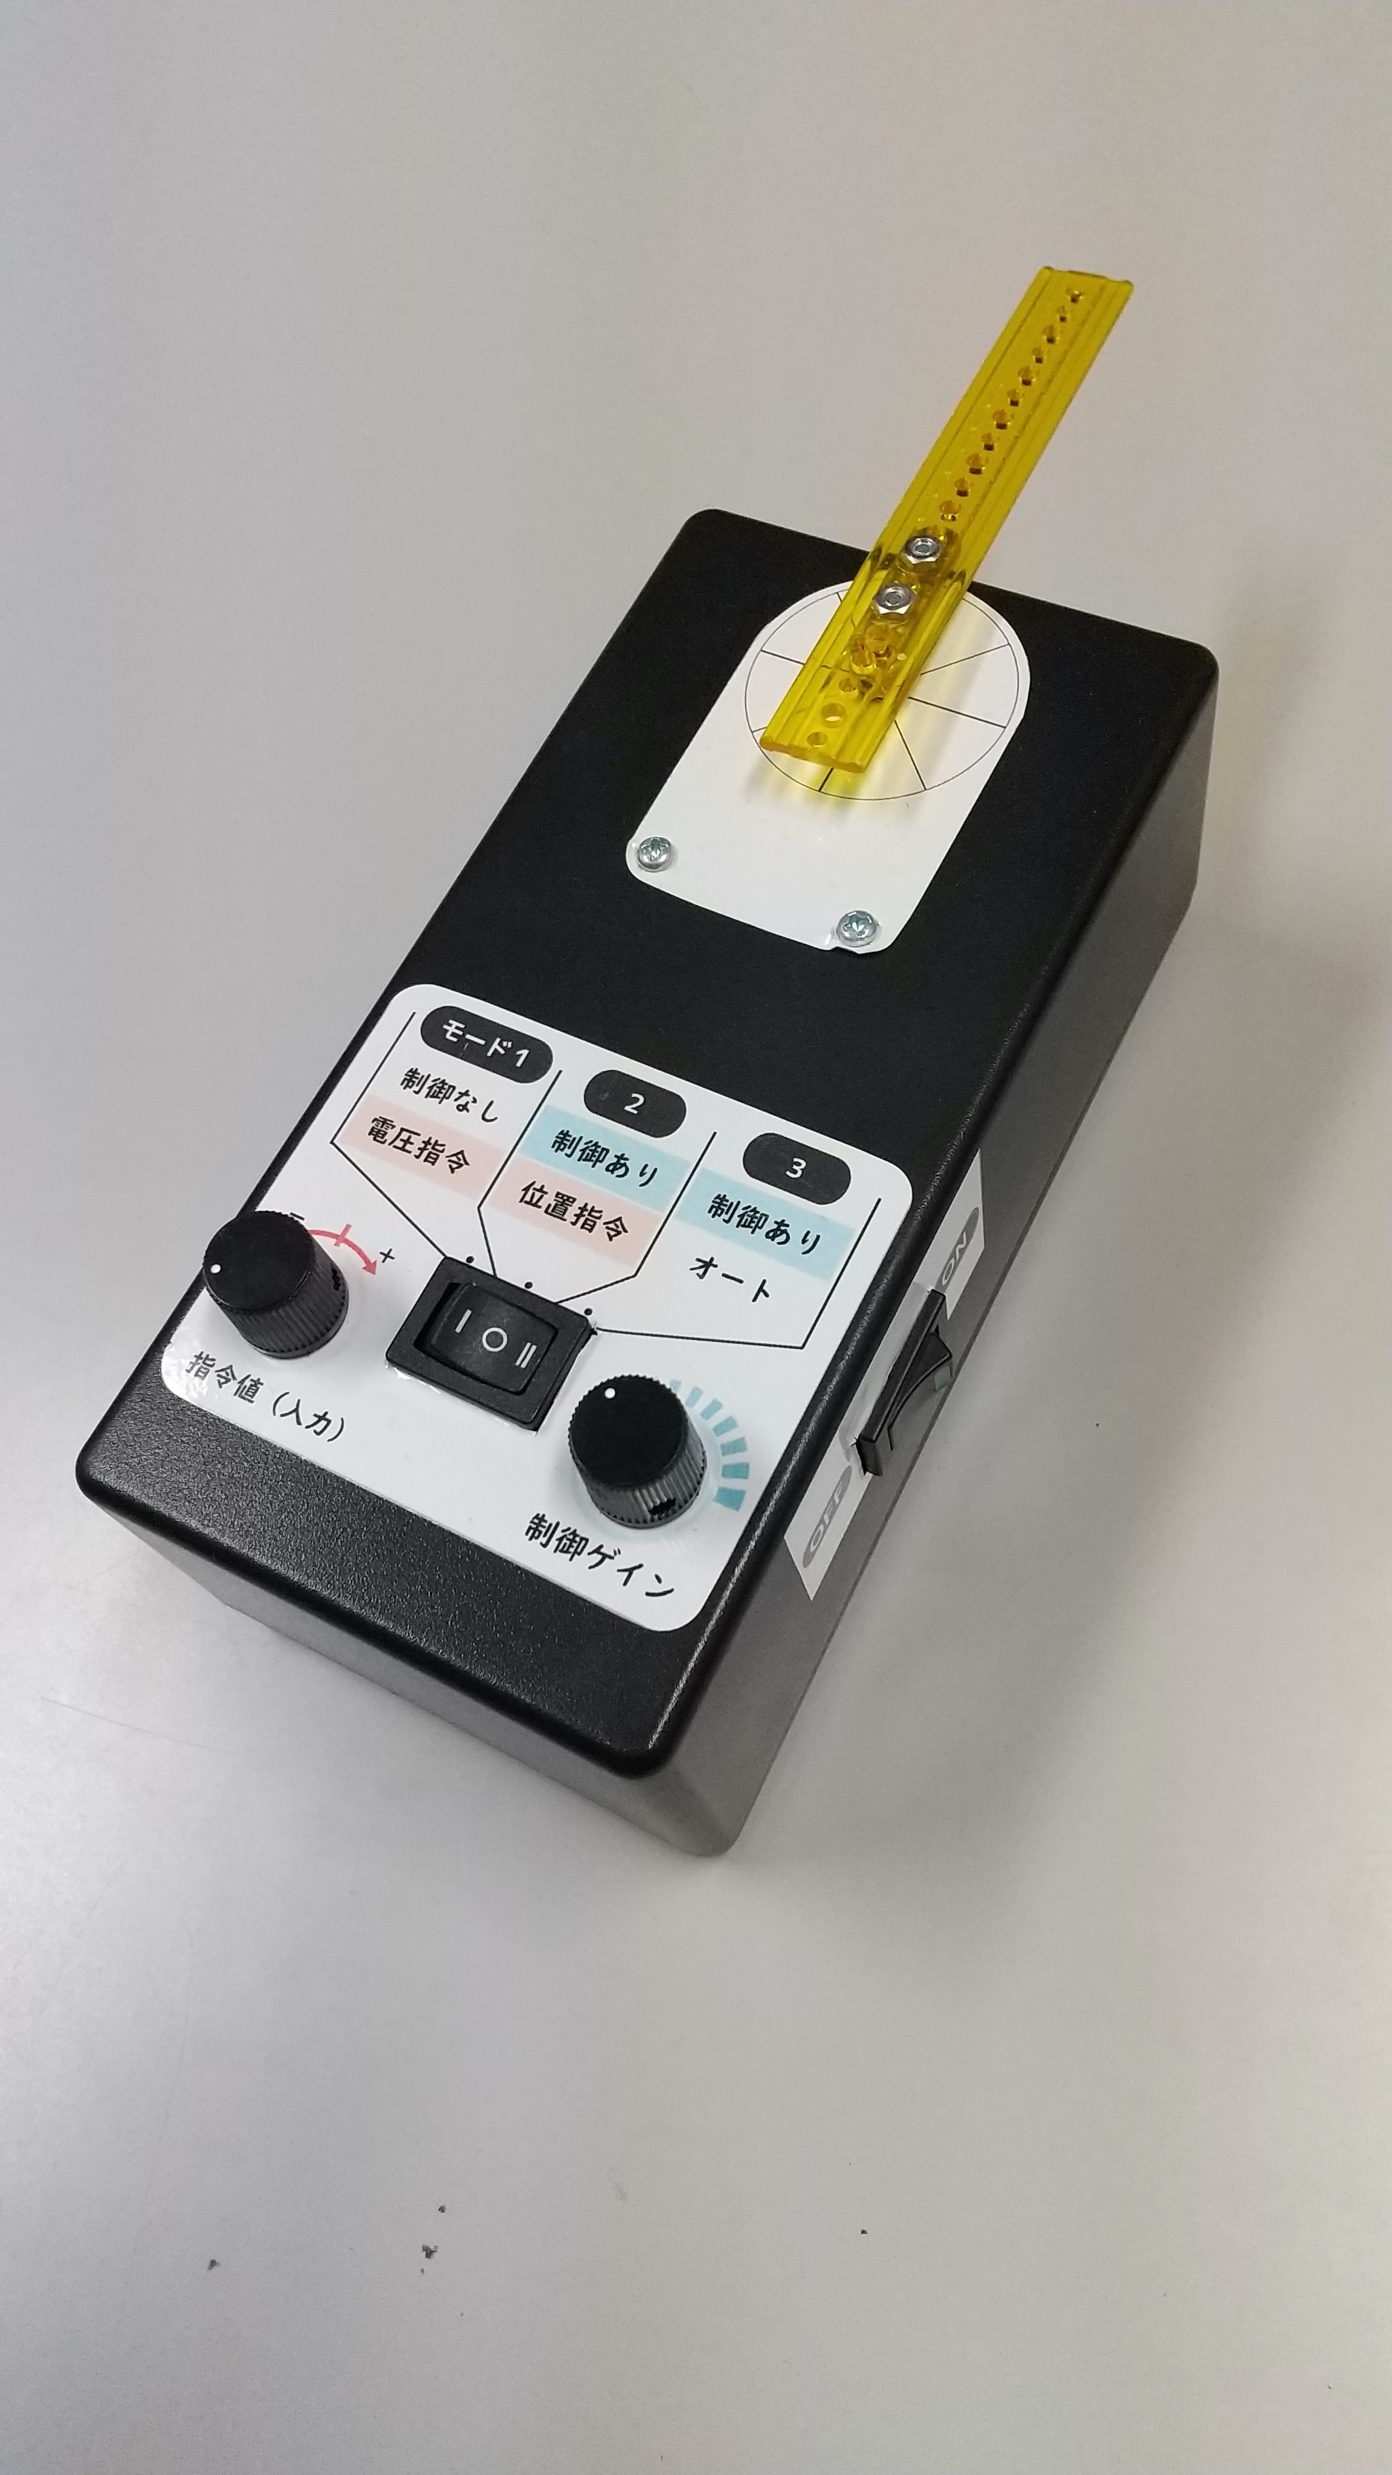 モード1
制御なし
電圧指令
2
制御あり
位置指令
3
制御あり
オート
− +
指令値（入力）
I O II
制御ゲイン
ON
OFF